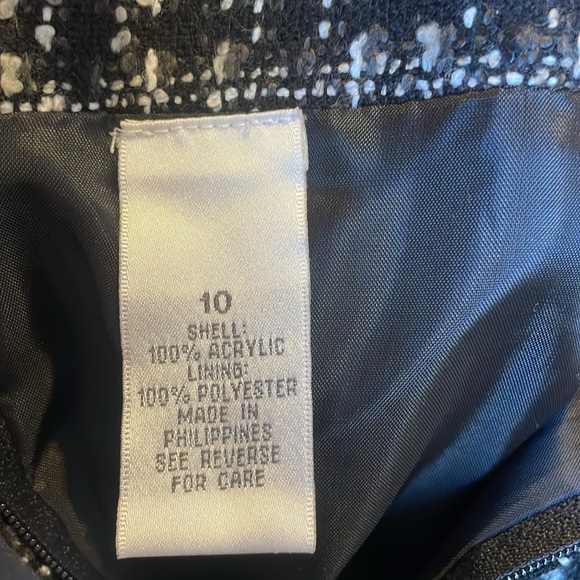 10
SHELL:
100% ACRYLIC
LINING:
100% POLYESTER
MADE IN
PHILIPPINES
SEE REVERSE
FOR CARE